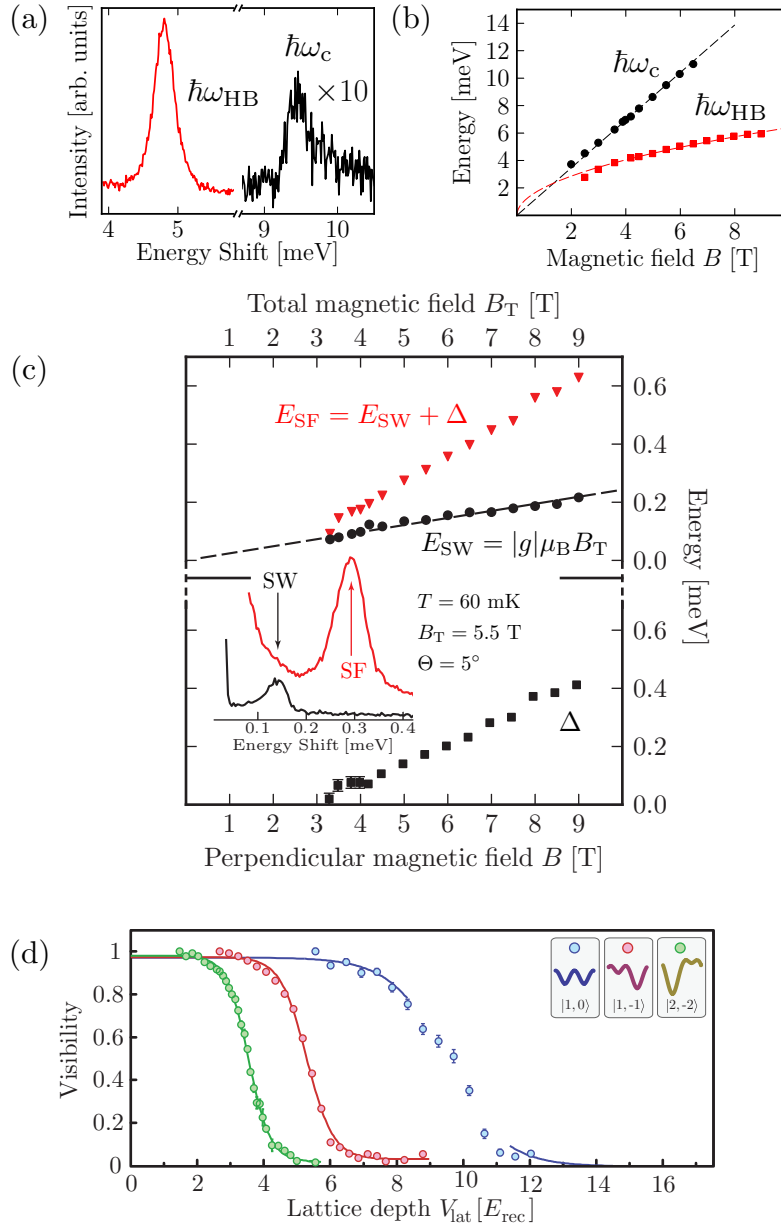 (a)
Intensity [arb. units]
ħω_HB
ħω_c
×10
4 5 9 10
Energy Shift [meV]
(b)
Energy [meV]
14
12
10
8
6
4
2
ħω_c
ħω_HB
2 4 6 8
Magnetic field B [T]
(c)
Total magnetic field B_T [T]
1 2 3 4 5 6 7 8 9
E_SF = E_SW + Δ
0.6
0.4
0.2
0.0
E_SW = |g|μ_B B_T
Energy [meV]
SW
SF
T = 60 mK
B_T = 5.5 T
Θ = 5°
0.1 0.2 0.3 0.4
Energy Shift [meV]
Δ
0.6
0.4
0.2
0.0
1 2 3 4 5 6 7 8 9
Perpendicular magnetic field B [T]
(d)
Visibility
1
0.8
0.6
0.4
0.2
0
|1, 0⟩ |1, -1⟩ |2, -2⟩
0 2 4 6 8 10 12 14 16
Lattice depth V_lat [E_rec]